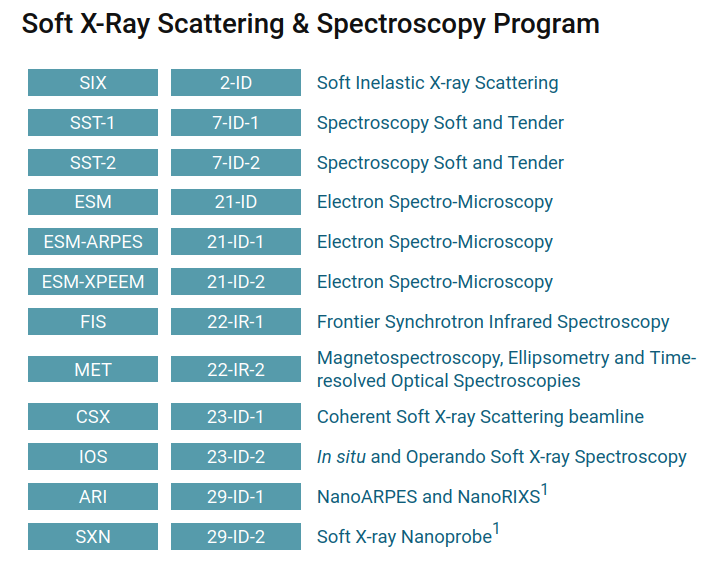 Soft X-Ray Scattering & Spectroscopy Program
SIX 2-ID Soft Inelastic X-ray Scattering
SST-1 7-ID-1 Spectroscopy Soft and Tender
SST-2 7-ID-2 Spectroscopy Soft and Tender
ESM 21-ID Electron Spectro-Microscopy
ESM-ARPES 21-ID-1 Electron Spectro-Microscopy
ESM-XPEEM 21-ID-2 Electron Spectro-Microscopy
FIS 22-IR-1 Frontier Synchrotron Infrared Spectroscopy
MET 22-IR-2 Magnetospectroscopy, Ellipsometry and Time-
resolved Optical Spectroscopies
CSX 23-ID-1 Coherent Soft X-ray Scattering beamline
IOS 23-ID-2 In situ and Operando Soft X-ray Spectroscopy
ARI 29-ID-1 NanoARPES and NanoRIXS¹
SXN 29-ID-2 Soft X-ray Nanoprobe¹